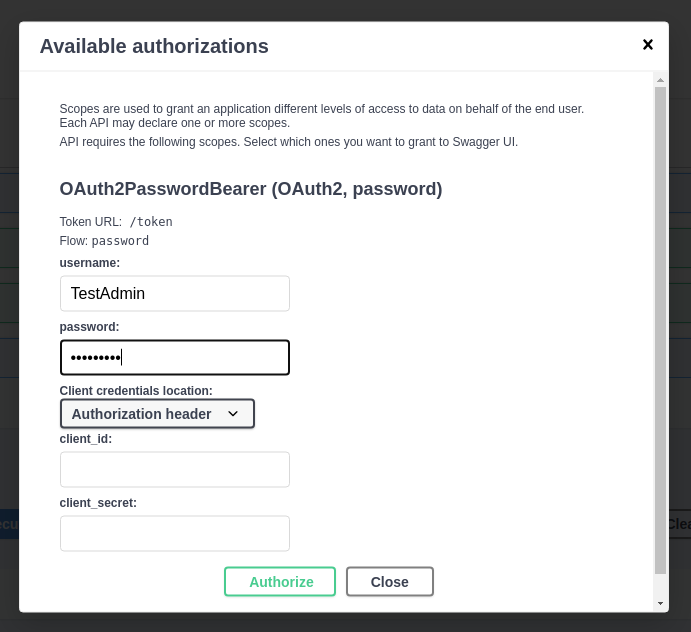 Available authorizations
Scopes are used to grant an application different levels of access to data on behalf of the end user.
Each API may declare one or more scopes.
API requires the following scopes. Select which ones you want to grant to Swagger UI.
OAuth2PasswordBearer (OAuth2, password)
Token URL: /token
Flow: password
username:
TestAdmin
password:
•••••••••
Client credentials location:
Authorization header
client_id:
client_secret:
Authorize Close